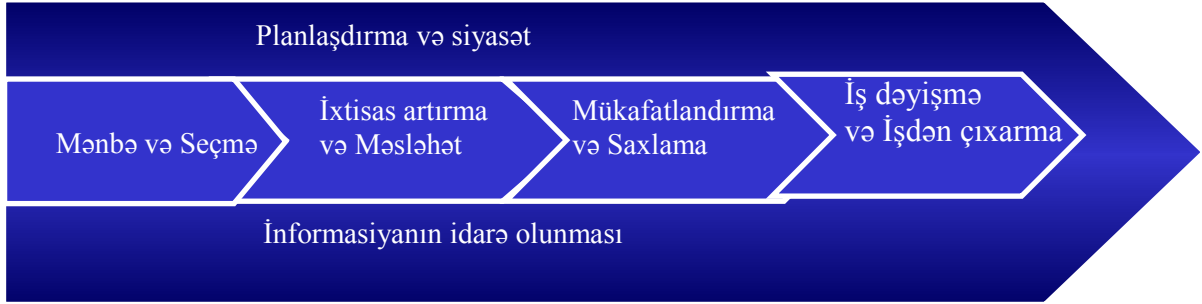 Planlaşdırma və siyasət
Mənbə və Seçmə
İxtisas artırma
və Məsləhət
Mükafatlandırma
və Saxlama
İş dəyişmə
və İşdən çıxarma
İnformasiyanın idarə olunması